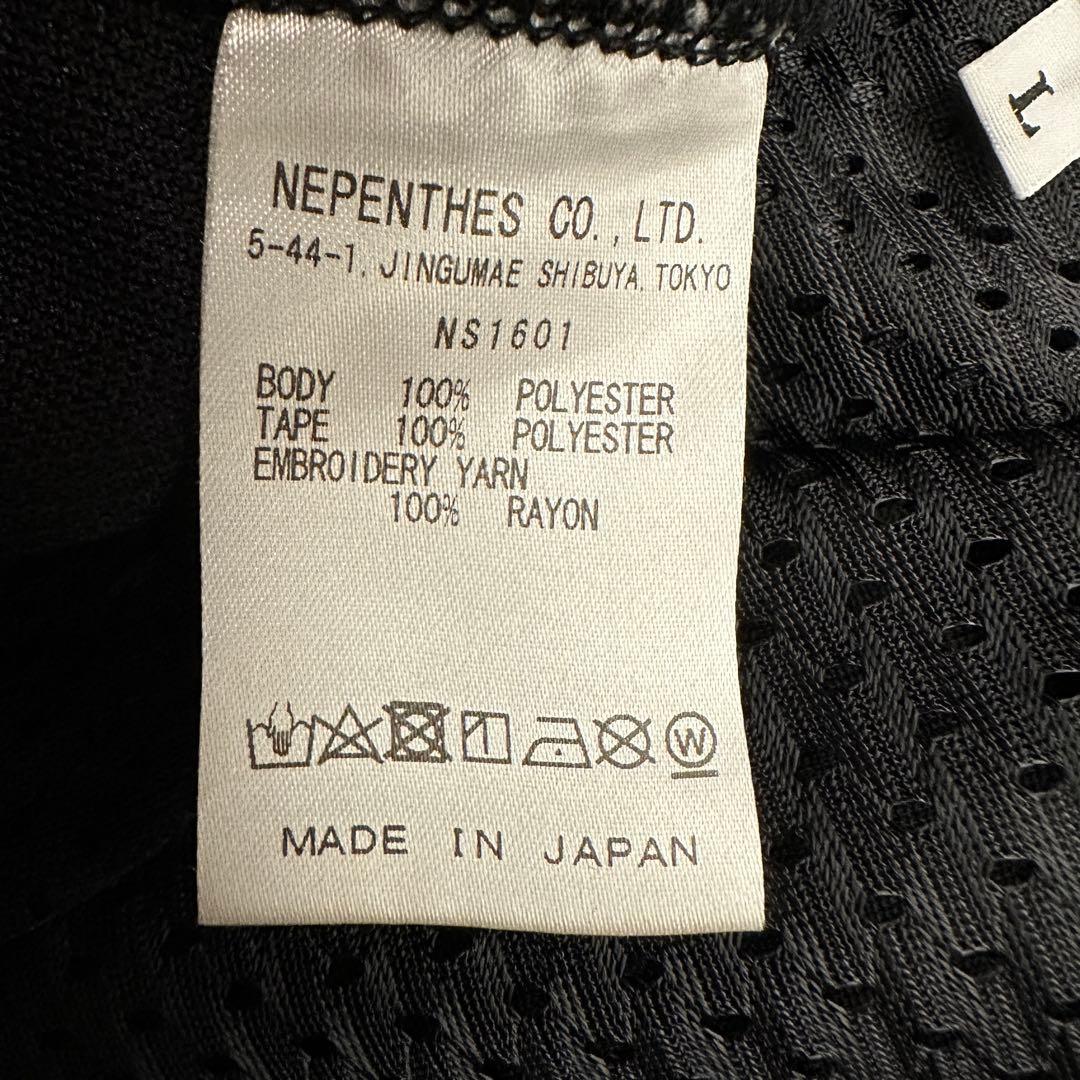 L
NEPENTHES CO.,LTD.
5-44-1, JINGUMAE SHIBUYA, TOKYO
NS1601
BODY 100% POLYESTER
TAPE 100% POLYESTER
EMBROIDERY YARN
100% RAYON
W
MADE IN JAPAN